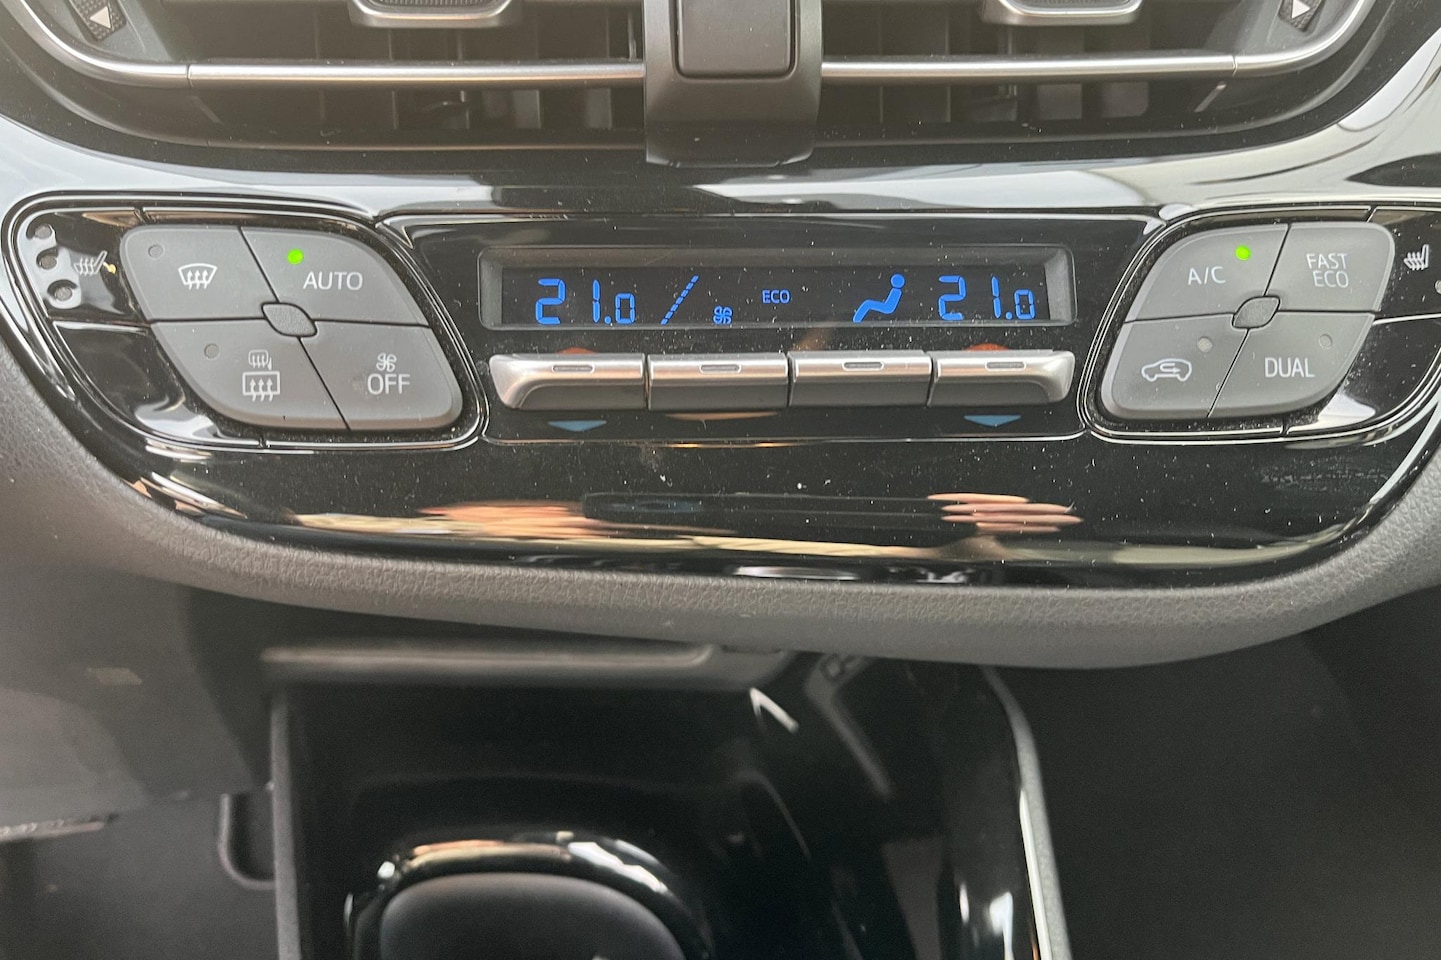 AUTO
OFF
21.0 ECO 21.0
A/C
FAST
ECO
DUAL